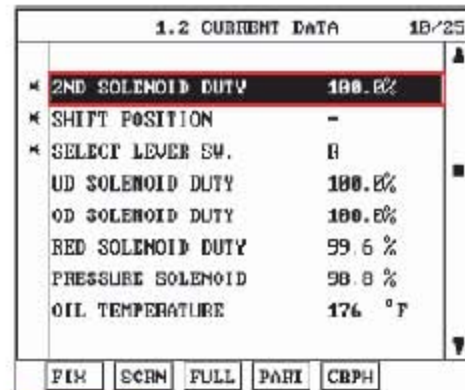 1.2 CURRENT DATA 10/25
* 2ND SOLENOID DUTY 100.0%
* SHIFT POSITION -
* SELECT LEVER SW. R
UD SOLENOID DUTY 100.0%
OD SOLENOID DUTY 100.0%
RED SOLENOID DUTY 99.6 %
PRESSURE SOLENOID 98.8 %
OIL TEMPERATURE 176 °F
FIX SCRN FULL PART GRPH